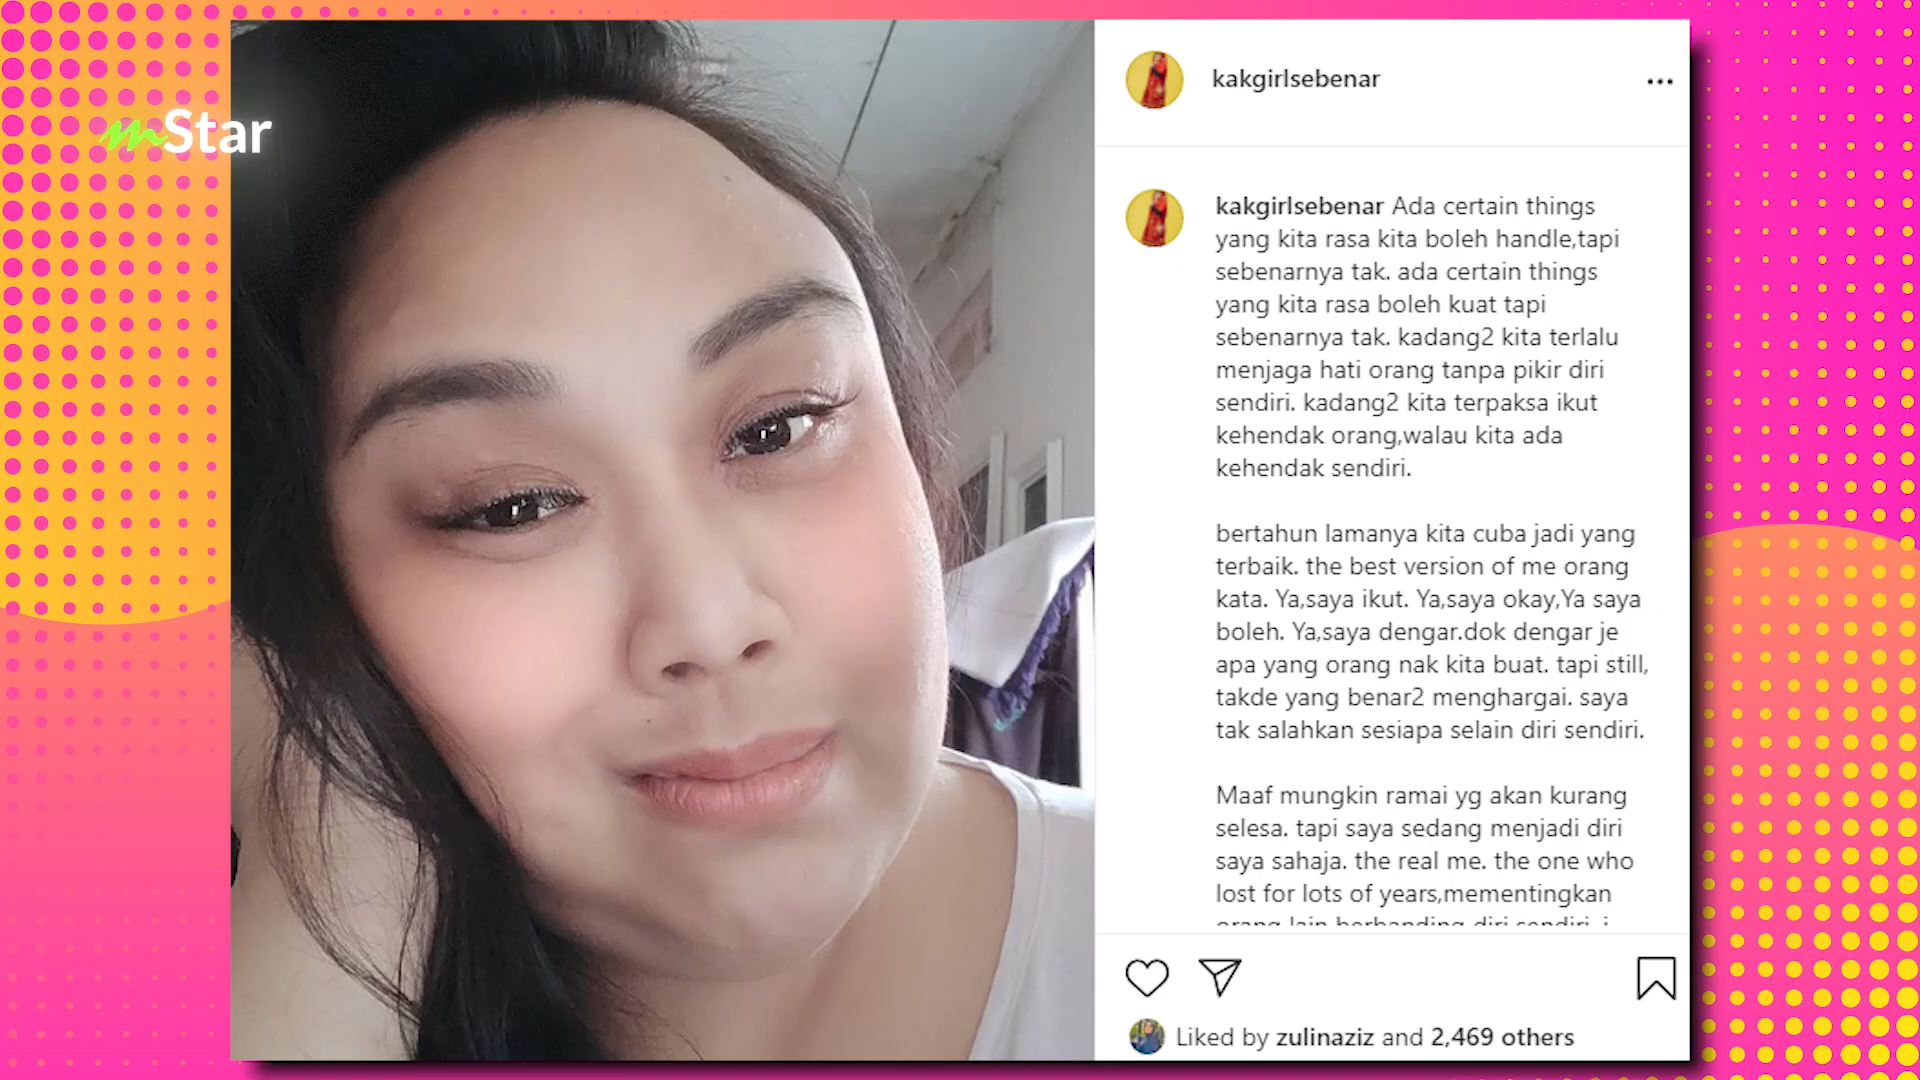 mStar
kakgirlsebenar
kakgirlsebenar Ada certain things
yang kita rasa kita boleh handle,tapi
sebenarnya tak. ada certain things
yang kita rasa boleh kuat tapi
sebenarnya tak. kadang2 kita terlalu
menjaga hati orang tanpa pikir diri
sendiri. kadang2 kita terpaksa ikut
kehendak orang,walau kita ada
kehendak sendiri.
bertahun lamanya kita cuba jadi yang
terbaik. the best version of me orang
kata. Ya,saya ikut. Ya,saya okay,Ya saya
boleh. Ya,saya dengar.dok dengar je
apa yang orang nak kita buat. tapi still,
takde yang benar2 menghargai. saya
tak salahkan sesiapa selain diri sendiri.
Maaf mungkin ramai yg akan kurang
selesa. tapi saya sedang menjadi diri
saya sahaja. the real me. the one who
lost for lots of years,mementingkan
orang lain berbanding diri sendiri. i
Liked by zulinaziz and 2,469 others